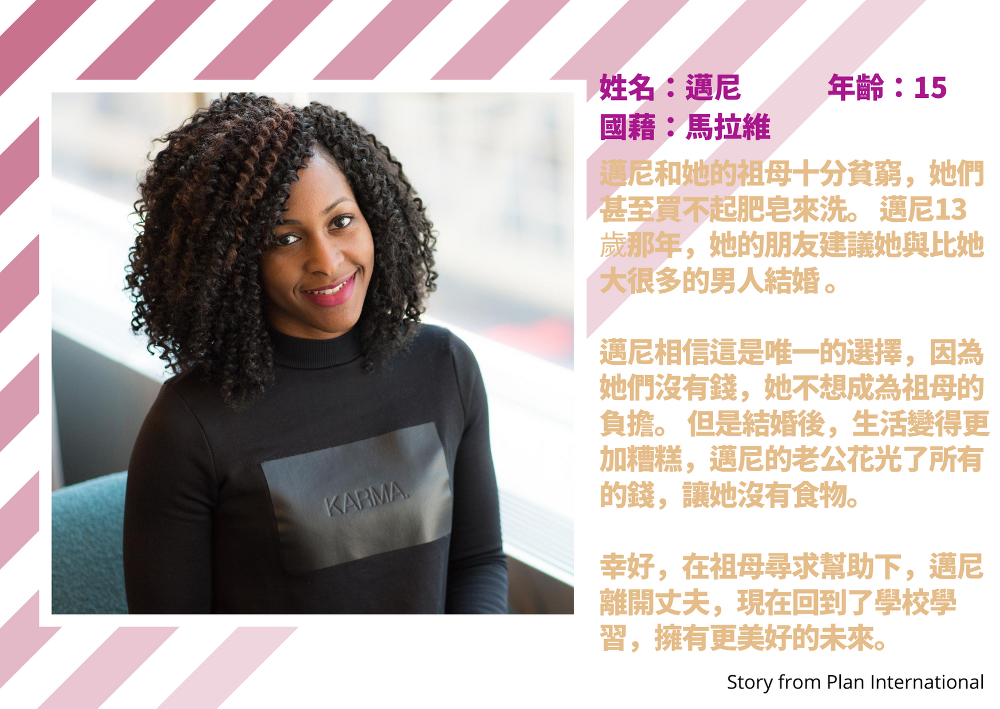 KARMA.
姓名：邁尼 年齡：15
國藉：馬拉維
邁尼和她的祖母十分貧窮，她們
甚至買不起肥皂來洗。 邁尼13
歲那年，她的朋友建議她與比她
大很多的男人結婚 。
邁尼相信這是唯一的選擇，因為
她們沒有錢，她不想成為祖母的
負擔。 但是結婚後，生活變得更
加糟糕，邁尼的老公花光了所有
的錢，讓她沒有食物。
幸好，在祖母尋求幫助下，邁尼
離開丈夫，現在回到了學校學
習，擁有更美好的未來。
Story from Plan International